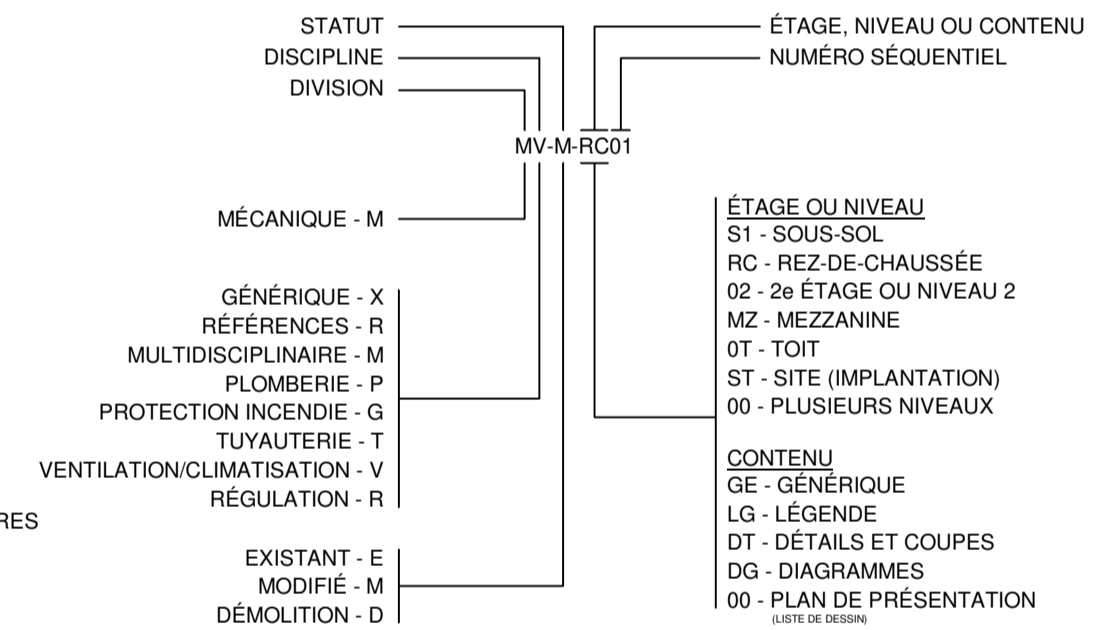 STATUT
DISCIPLINE
DIVISION
ÉTAGE, NIVEAU OU CONTENU
NUMÉRO SÉQUENTIEL
MV-M-RC01
MÉCANIQUE - M
GÉNÉRIQUE - X
RÉFÉRENCES - R
MULTIDISCIPLINAIRE - M
PLOMBERIE - P
PROTECTION INCENDIE - G
TUYAUTERIE - T
VENTILATION/CLIMATISATION - V
RÉGULATION - R
RES
EXISTANT - E
MODIFIÉ - M
DÉMOLITION - D
ÉTAGE OU NIVEAU
S1 - SOUS-SOL
RC - REZ-DE-CHAUSSÉE
02 - 2e ÉTAGE OU NIVEAU 2
MZ - MEZZANINE
0T - TOIT
ST - SITE (IMPLANTATION)
00 - PLUSIEURS NIVEAUX
CONTENU
GE - GÉNÉRIQUE
LG - LÉGENDE
DT - DÉTAILS ET COUPES
DG - DIAGRAMMES
00 - PLAN DE PRÉSENTATION
(LISTE DE DESSIN)